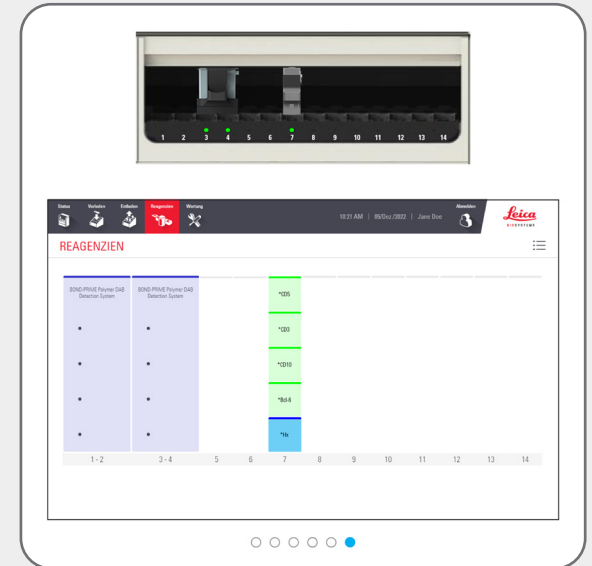 1 2 3 4 5 6 7 8 9 10 11 12 13 14
Status Vorladen Entladen Reagenzien Wartung Abmelden
10:31 AM | 05/Dez/2022 | Jane Doe
Leica
BIOSYSTEMS
REAGENZIEN
BOND-PRIVE Polymer DAB
Detection System
BOND-PRIVE Polymer DAB
Detection System
*CD5
*CD3
*CD10
*Bcl-6
*Hx
1 - 2 3 - 4 5 6 7 8 9 10 11 12 13 14